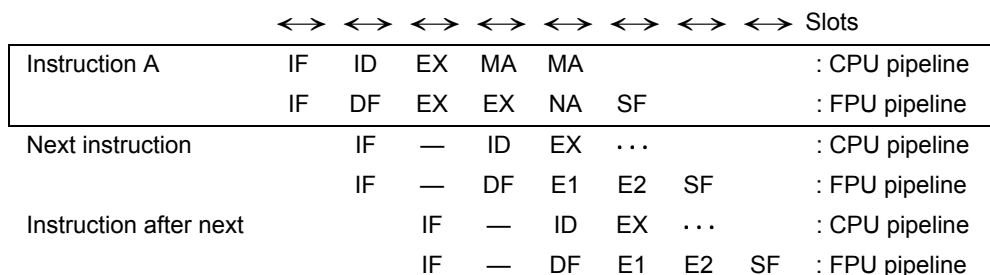 ←→ ←→ ←→ ←→ ←→ ←→ ←→ ←→ Slots
Instruction A IF ID EX MA MA : CPU pipeline
IF DF EX EX NA SF : FPU pipeline
Next instruction IF — ID EX ··· : CPU pipeline
IF — DF E1 E2 SF : FPU pipeline
Instruction after next IF — ID EX ··· : CPU pipeline
IF — DF E1 E2 SF : FPU pipeline